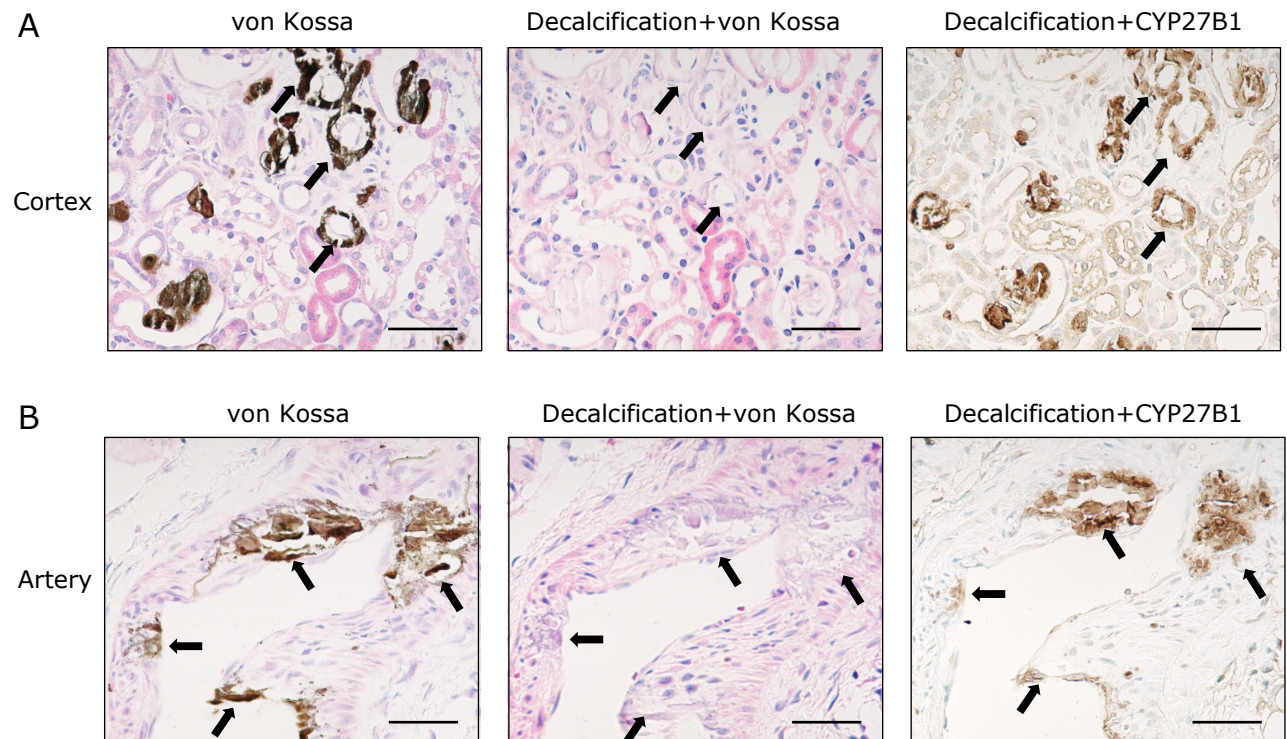 A
von Kossa
Decalcification+von Kossa
Decalcification+CYP27B1
Cortex
B
von Kossa
Decalcification+von Kossa
Decalcification+CYP27B1
Artery